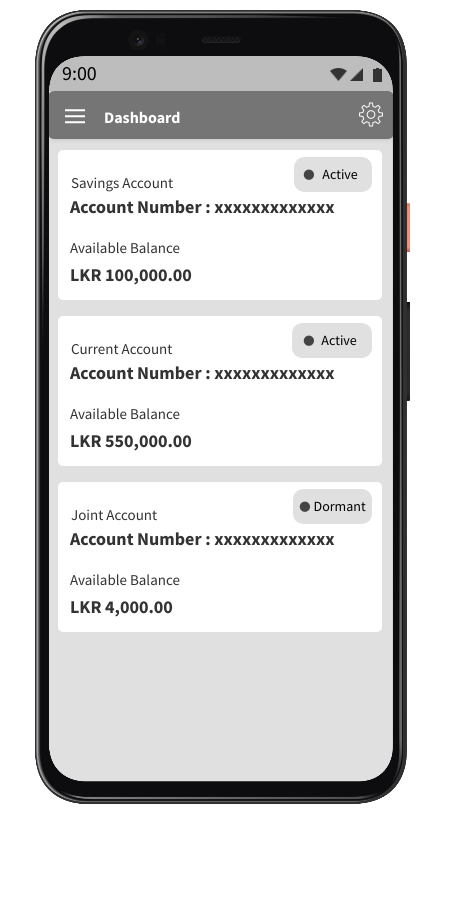 9:00
Dashboard
Active
Savings Account
Account Number : xxxxxxxxxxxxx
Available Balance
LKR 100,000.00
Active
Current Account
Account Number : xxxxxxxxxxxxx
Available Balance
LKR 550,000.00
Dormant
Joint Account
Account Number : xxxxxxxxxxxxx
Available Balance
LKR 4,000.00